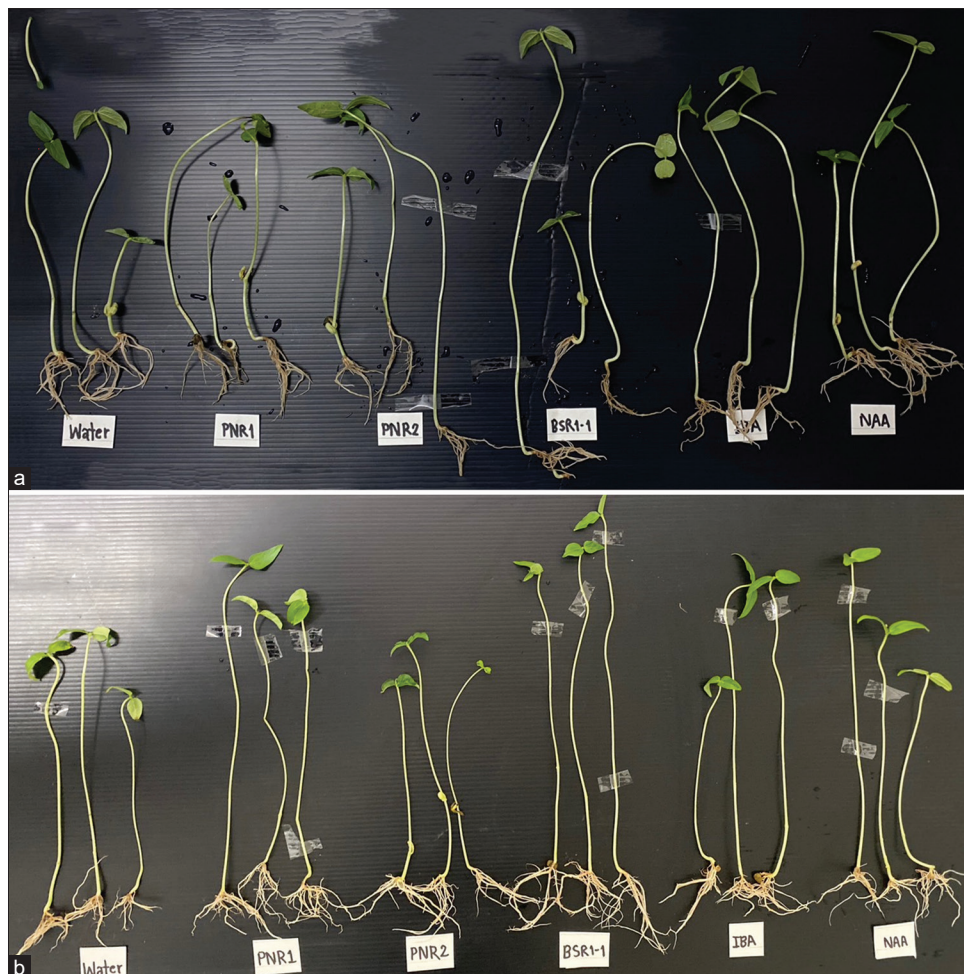 Water
PNR1
PNR2
BSR1-1
IBA
NAA
a
Water
PNR1
PNR2
BSR1-1
IBA
NAA
b